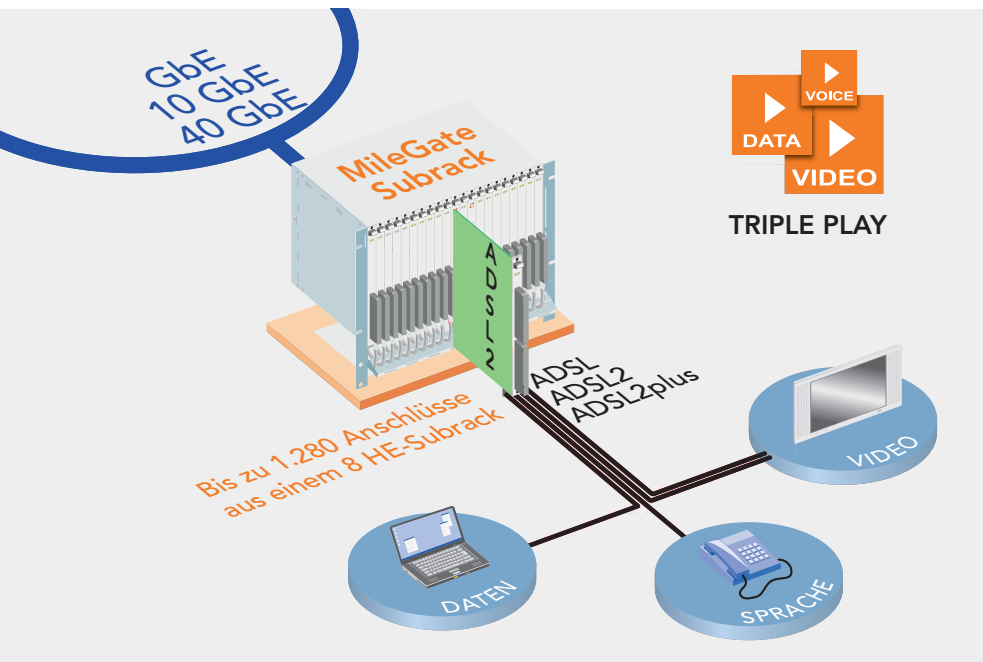 GbE
10 GbE
40 GbE
MileGate
Subrack
VOICE
DATA
VIDEO
TRIPLE PLAY
ADSL2
ADSL
ADSL2
ADSL2plus
Bis zu 1.280 Anschlüsse
aus einem 8 HE-Subrack
VIDEO
DATEN
SPRACHE